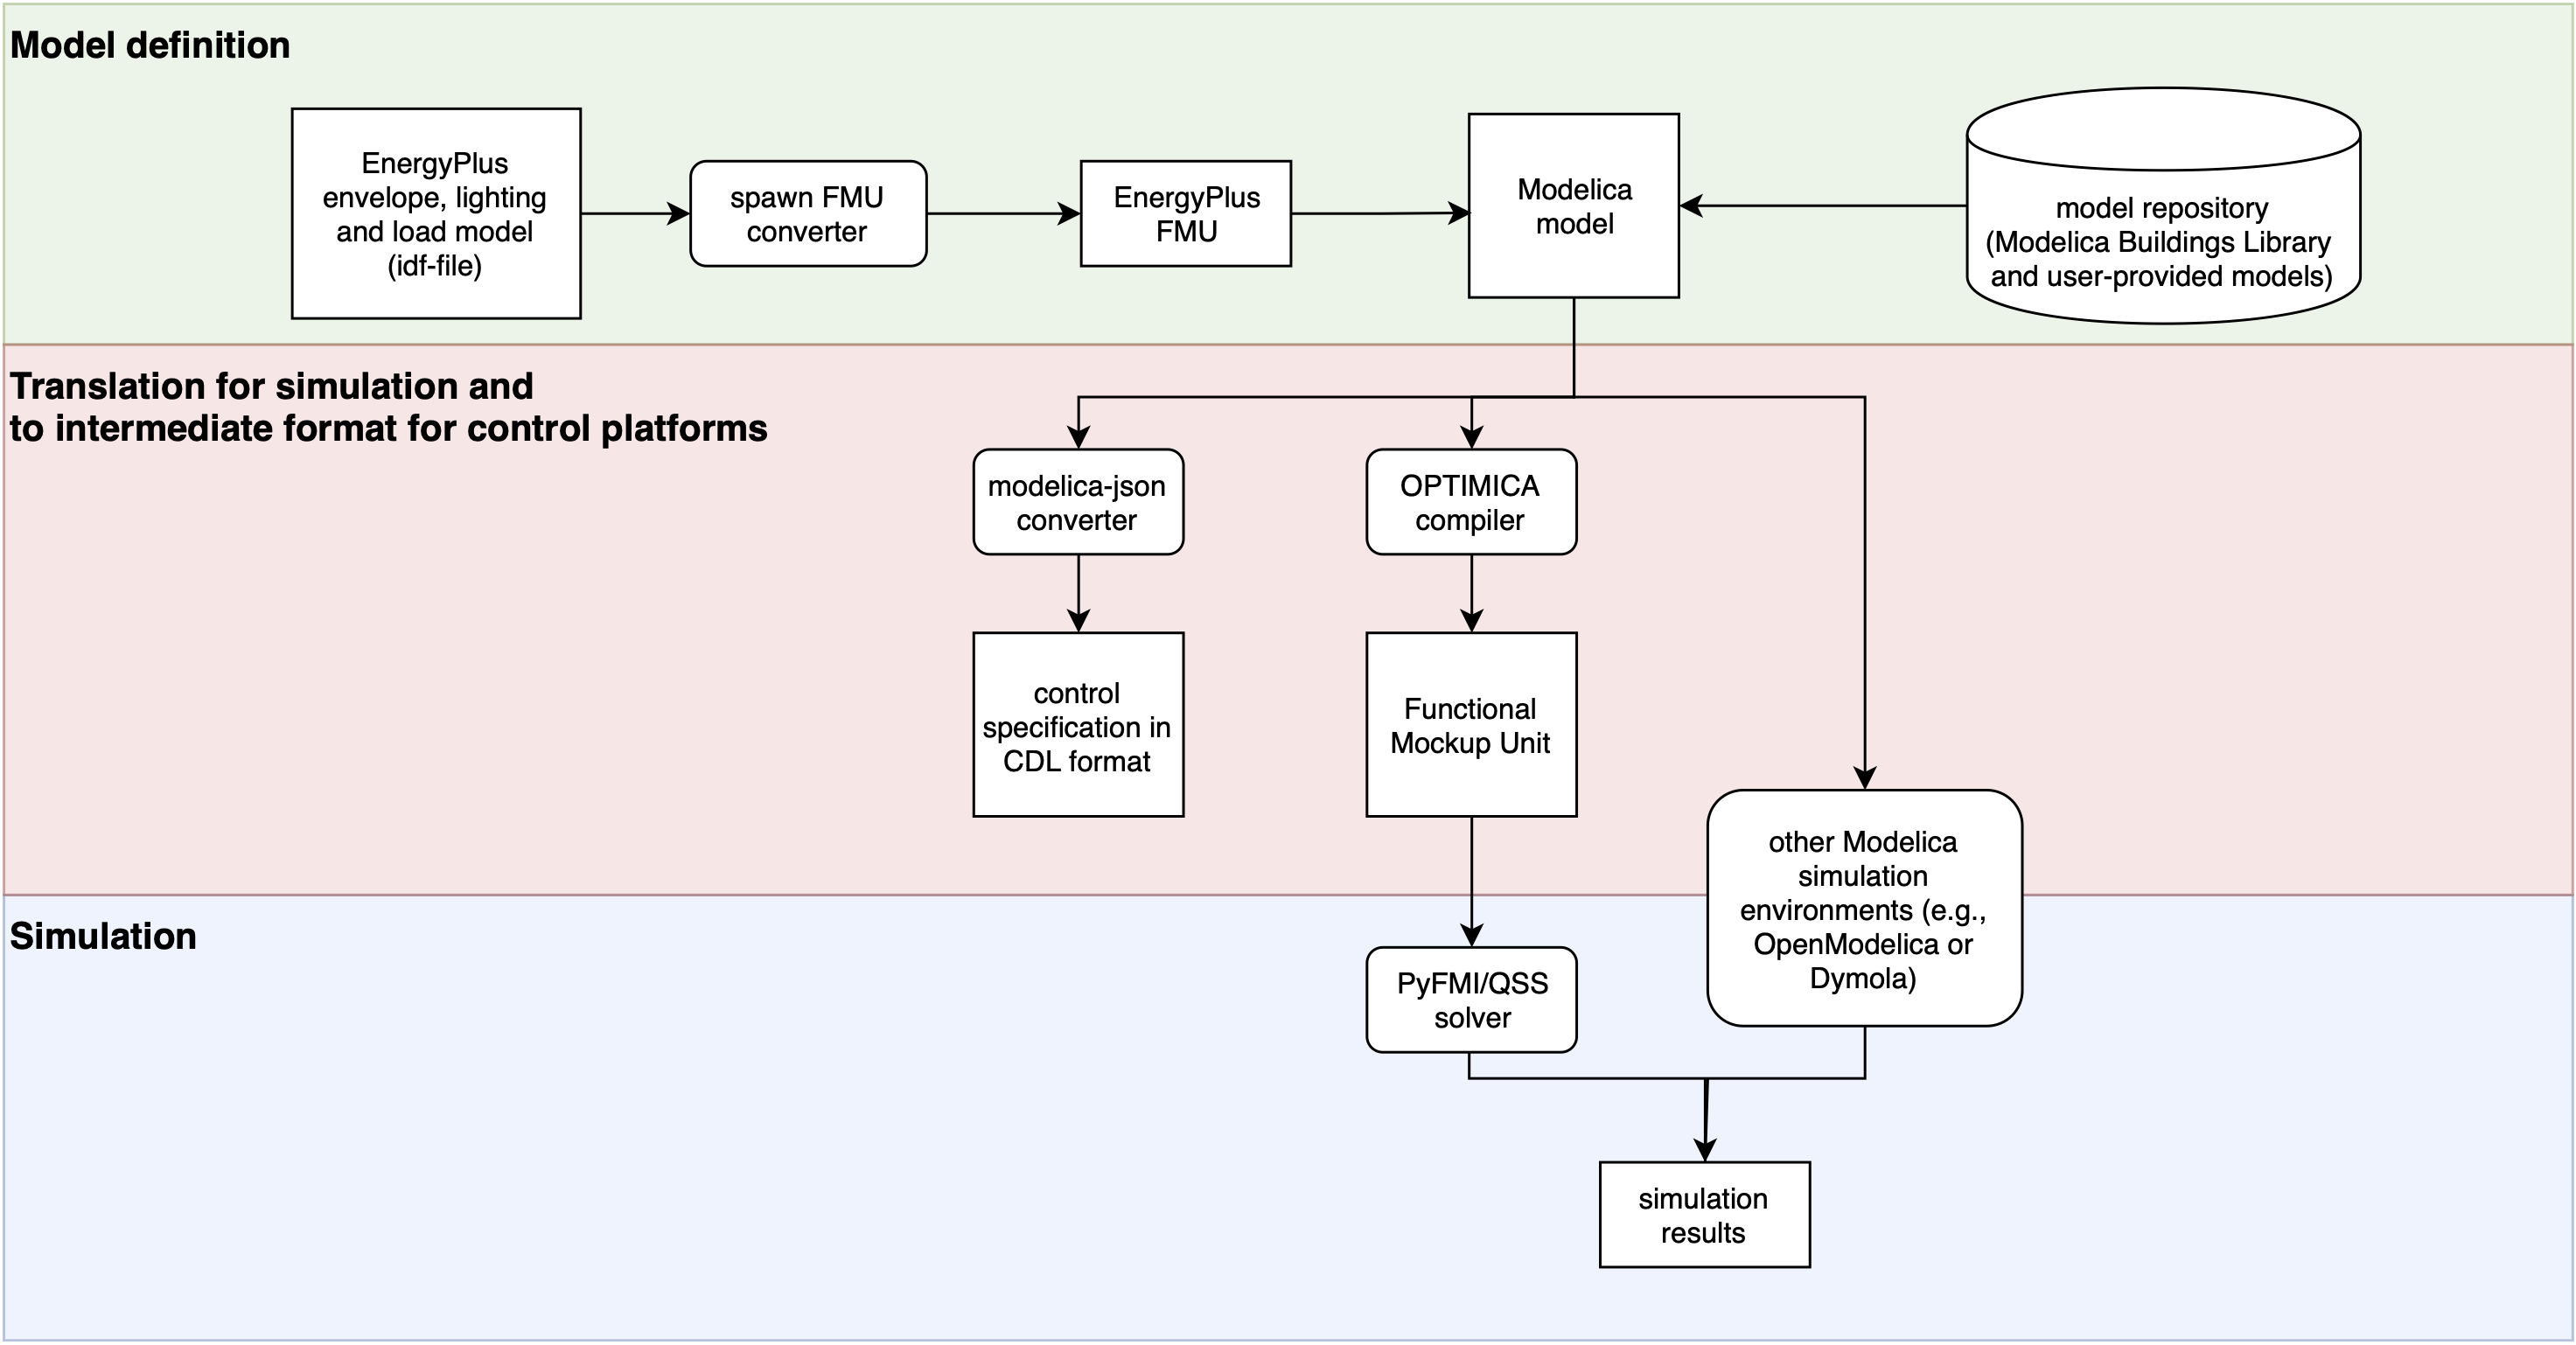 Model definition
EnergyPlus
envelope, lighting
and load model
(idf-file)
spawn FMU
converter
EnergyPlus
FMU
Modelica
model
model repository
(Modelica Buildings Library
and user-provided models)
Translation for simulation and
to intermediate format for control platforms
modelica-json
converter
OPTIMICA
compiler
control
specification in
CDL format
Functional
Mockup Unit
other Modelica
simulation
environments (e.g.,
OpenModelica or
Dymola)
Simulation
PyFMI/QSS
solver
simulation
results